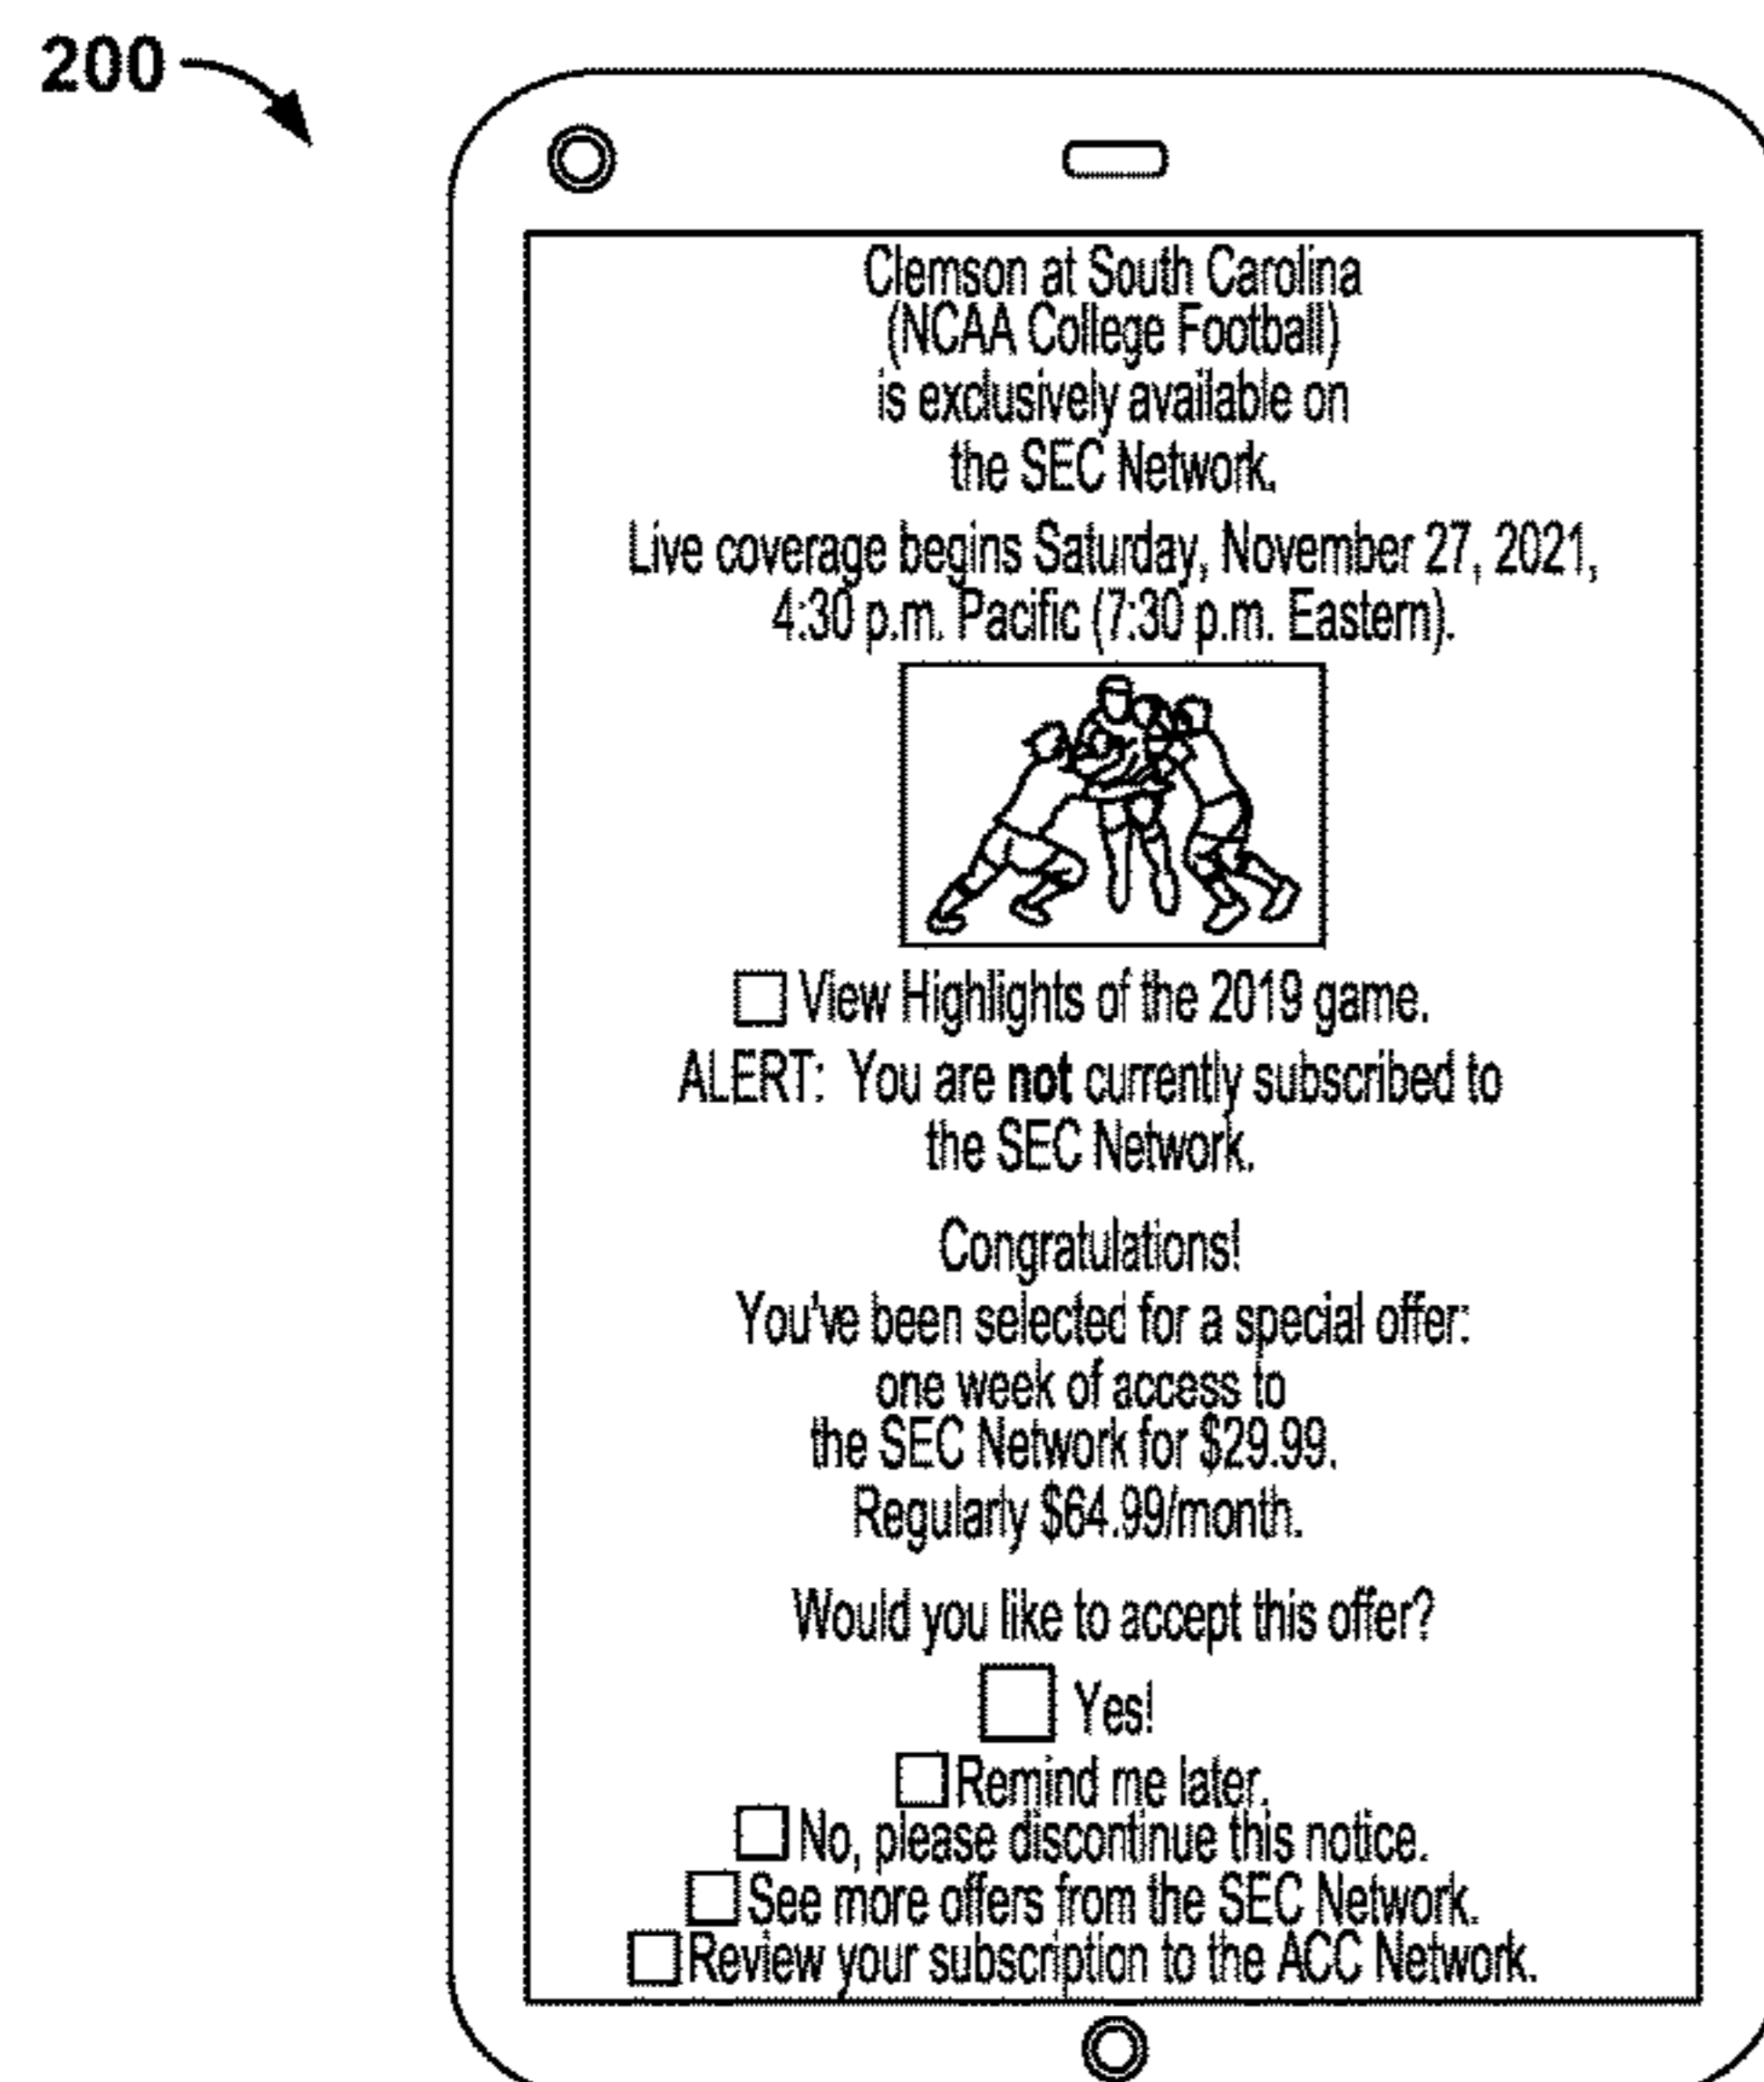 200
Clemson at South Carolina
(NCAA College Football)
is exclusively available on
the SEC Network.
Live coverage begins Saturday, November 27, 2021,
4:30 p.m. Pacific (7:30 p.m. Eastern).
View Highlights of the 2019 game.
ALERT: You are not currently subscribed to
the SEC Network.
Congratulations!
You've been selected for a special offer:
one week of access to
the SEC Network for $29.99.
Regularly $64.99/month.
Would you like to accept this offer?
Yes!
Remind me later.
No, please discontinue this notice.
See more offers from the SEC Network.
Review your subscription to the ACC Network.